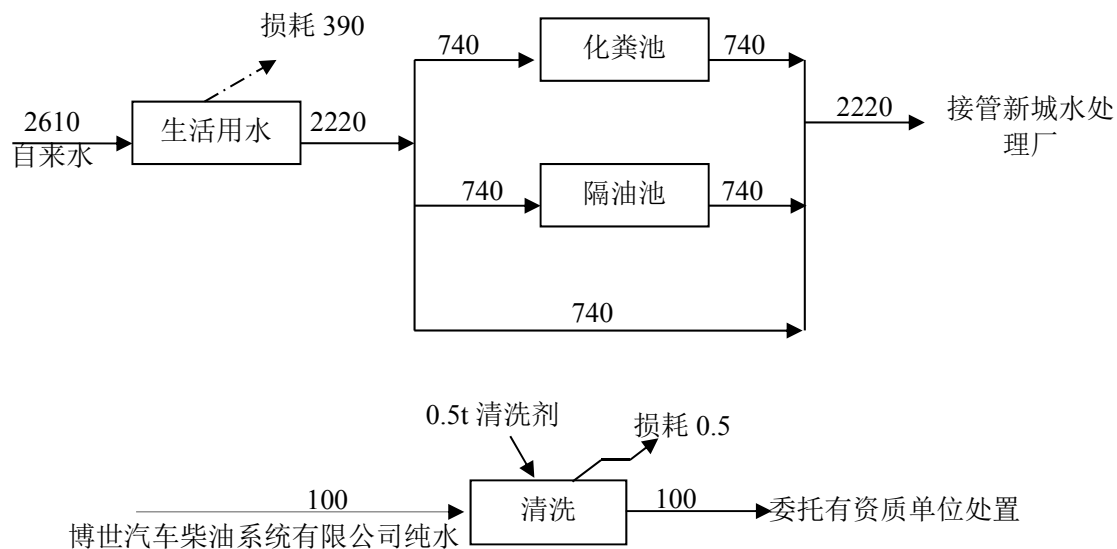 损耗 390
740
化粪池
740
2610
自来水
生活用水
2220
2220
接管新城水处
理厂
740
隔油池
740
740
0.5t 清洗剂
损耗 0.5
100
博世汽车柴油系统有限公司纯水
清洗
100
委托有资质单位处置